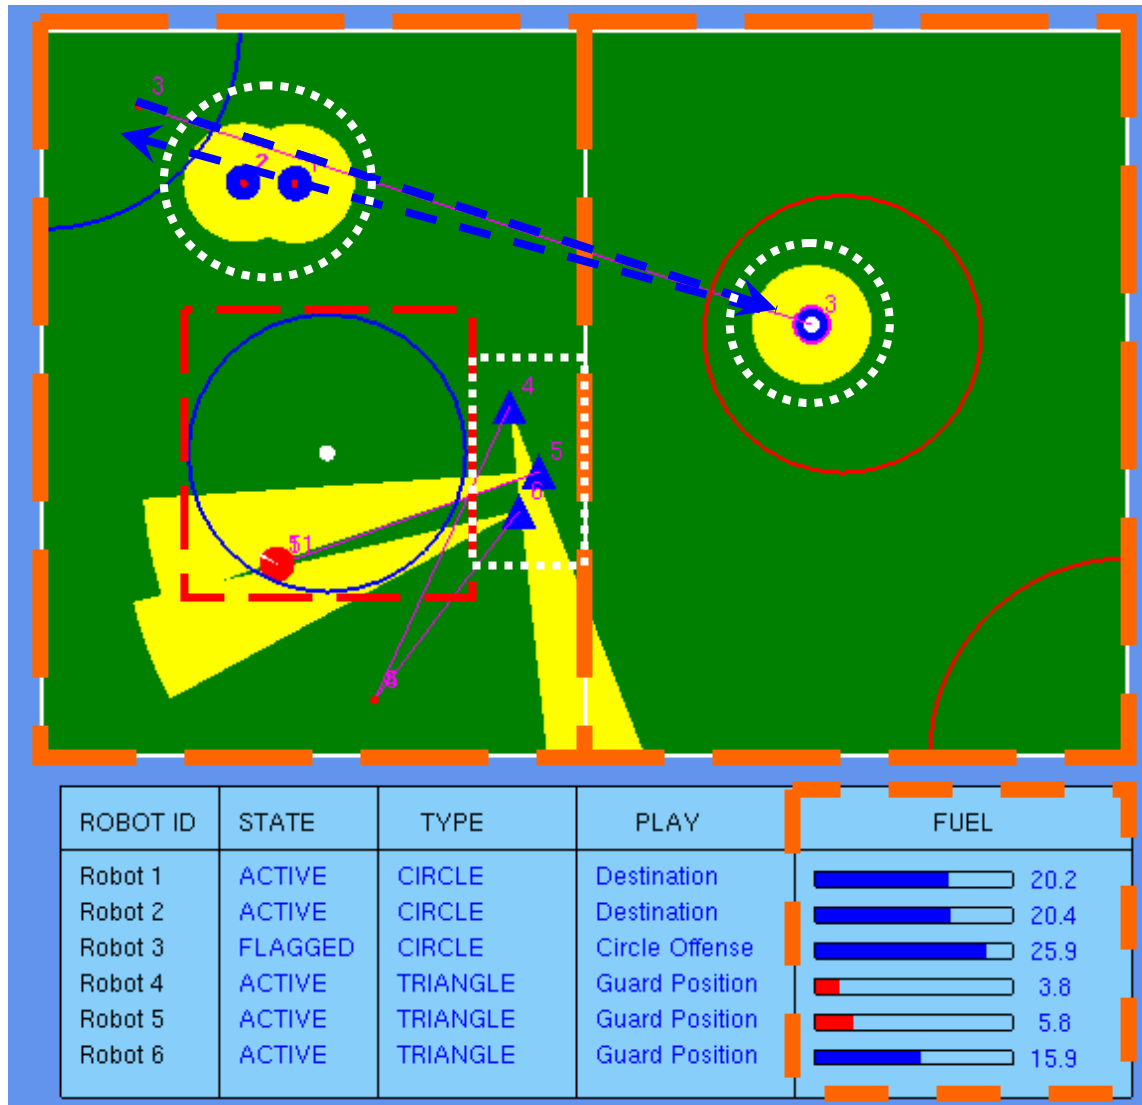 3
2 1
3
4
5
6
51
ROBOT ID STATE TYPE PLAY FUEL
Robot 1 ACTIVE CIRCLE Destination 20.2
Robot 2 ACTIVE CIRCLE Destination 20.4
Robot 3 FLAGGED CIRCLE Circle Offense 25.9
Robot 4 ACTIVE TRIANGLE Guard Position 3.8
Robot 5 ACTIVE TRIANGLE Guard Position 5.8
Robot 6 ACTIVE TRIANGLE Guard Position 15.9